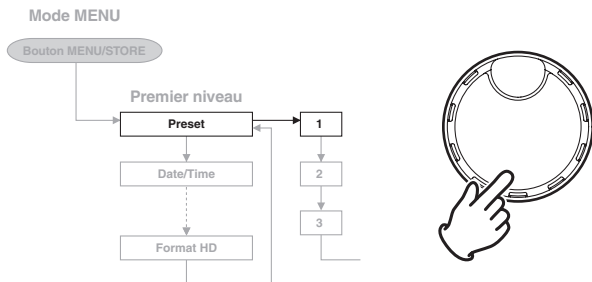 Mode MENU
Bouton MENU/STORE
Premier niveau
Preset
1
Date/Time
2
3
Format HD